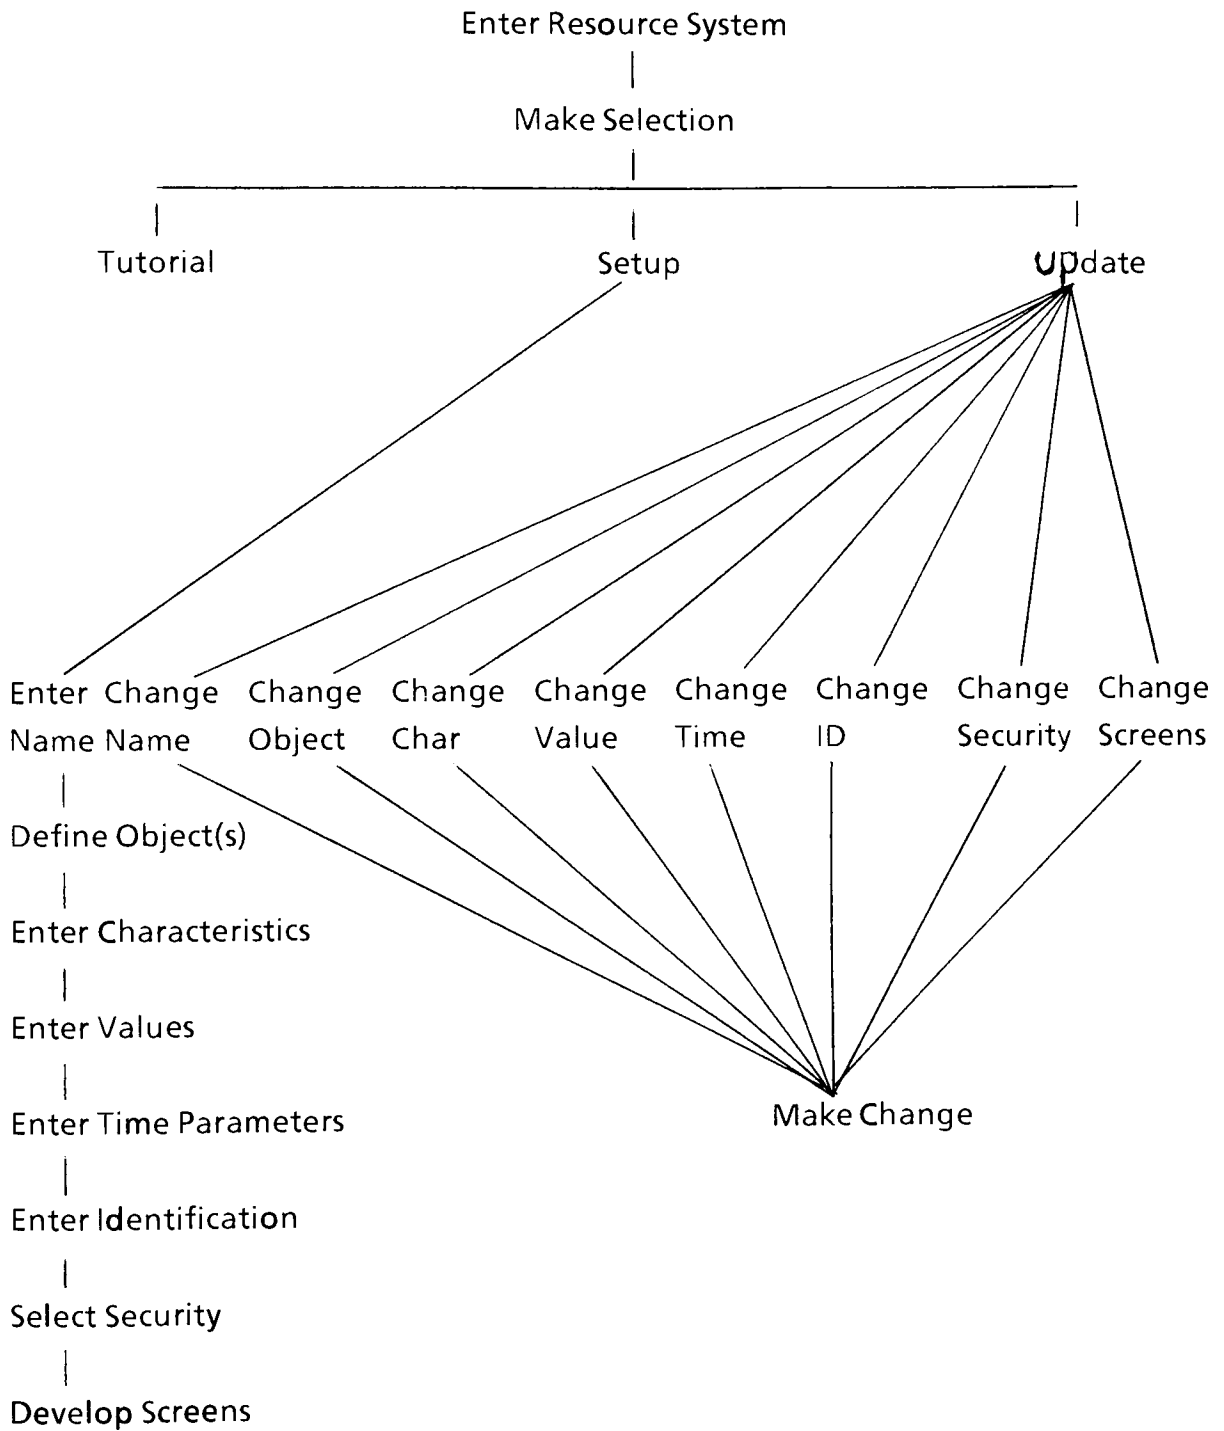 Enter Resource System
Make Selection
Tutorial Setup update
Enter Change Change Change Change Change Change Change Change
Name Name Object Char Value Time ID Security Screens
Define Object(s)
Enter Characteristics
Enter Values
Enter Time Parameters
Make Change
Enter Identification
Select Security
Develop Screens